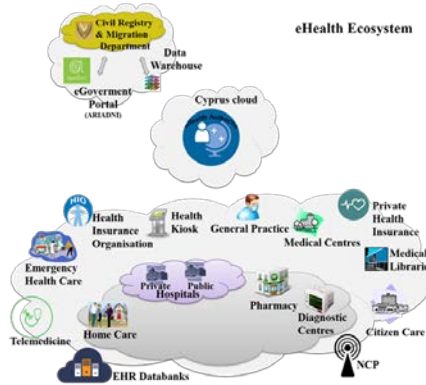 eHealth Ecosystem
Civil Registry
& Migration
Department
Data
Warehouse
eGoverment
Portal
(ARIADNI)
Cyprus cloud
HIO
Health
Insurance
Organisation
Health
Kiosk
General Practice
Medical Centres
Private
Health
Insurance
Emergency
Health Care
Private
Public
Hospitals
Medical
Librarie
Pharmacy
Diagnostic
Centres
Citizen Care
Telemedicine
Home Care
EHR Databanks
NCP